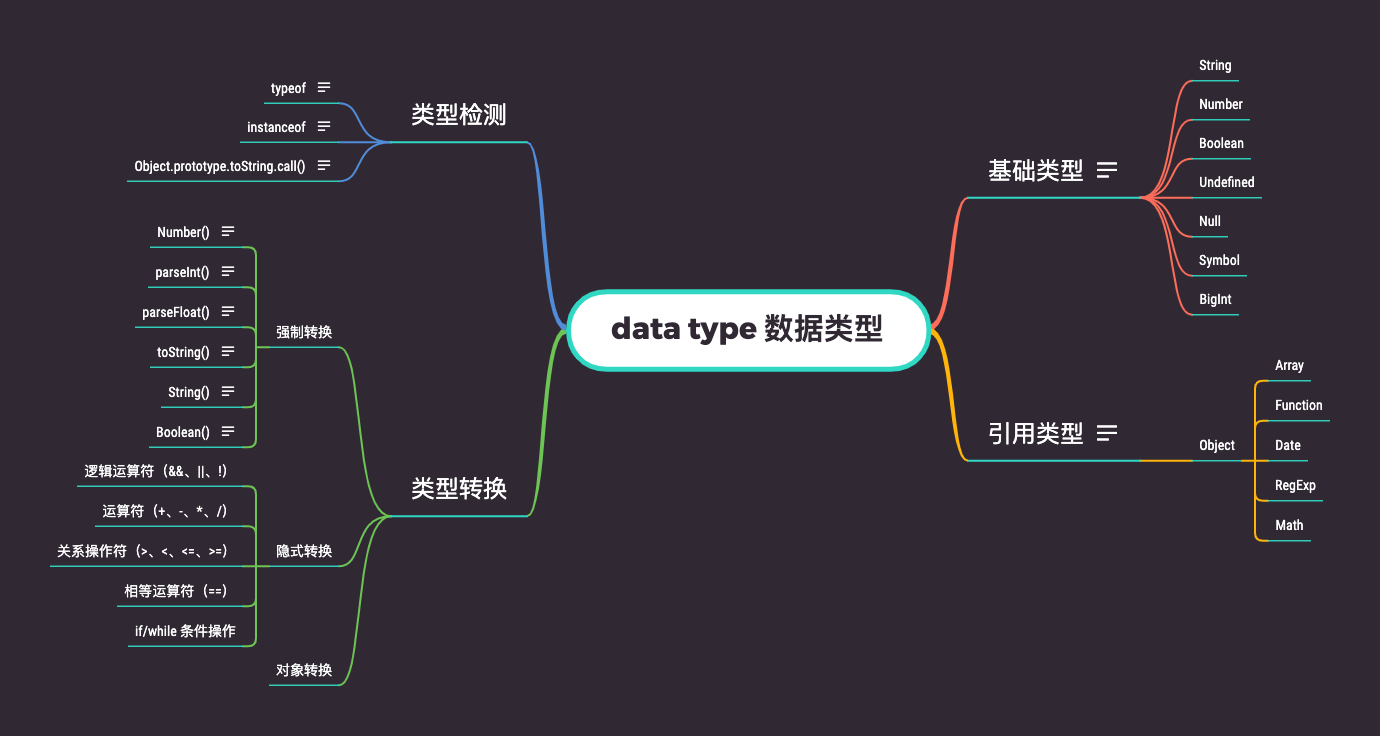 data type 数据类型
类型检测
typeof
instanceof
Object.prototype.toString.call()
类型转换
强制转换
Number()
parseInt()
parseFloat()
toString()
String()
Boolean()
隐式转换
逻辑运算符（&&、||、!）
运算符（+、-、*、/）
关系操作符（>、<、<=、>=）
相等运算符（==）
if/while 条件操作
对象转换
基础类型
String
Number
Boolean
Undefined
Null
Symbol
BigInt
引用类型
Object
Array
Function
Date
RegExp
Math